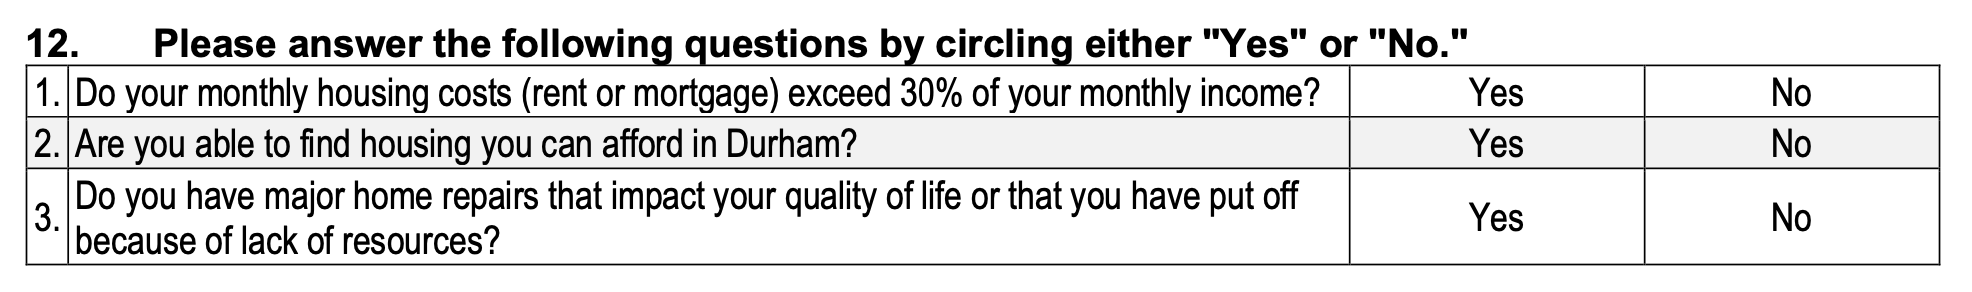 12. Please answer the following questions by circling either "Yes" or "No."
1. Do your monthly housing costs (rent or mortgage) exceed 30% of your monthly income? Yes No
2. Are you able to find housing you can afford in Durham? Yes No
3. Do you have major home repairs that impact your quality of life or that you have put off
because of lack of resources? Yes No